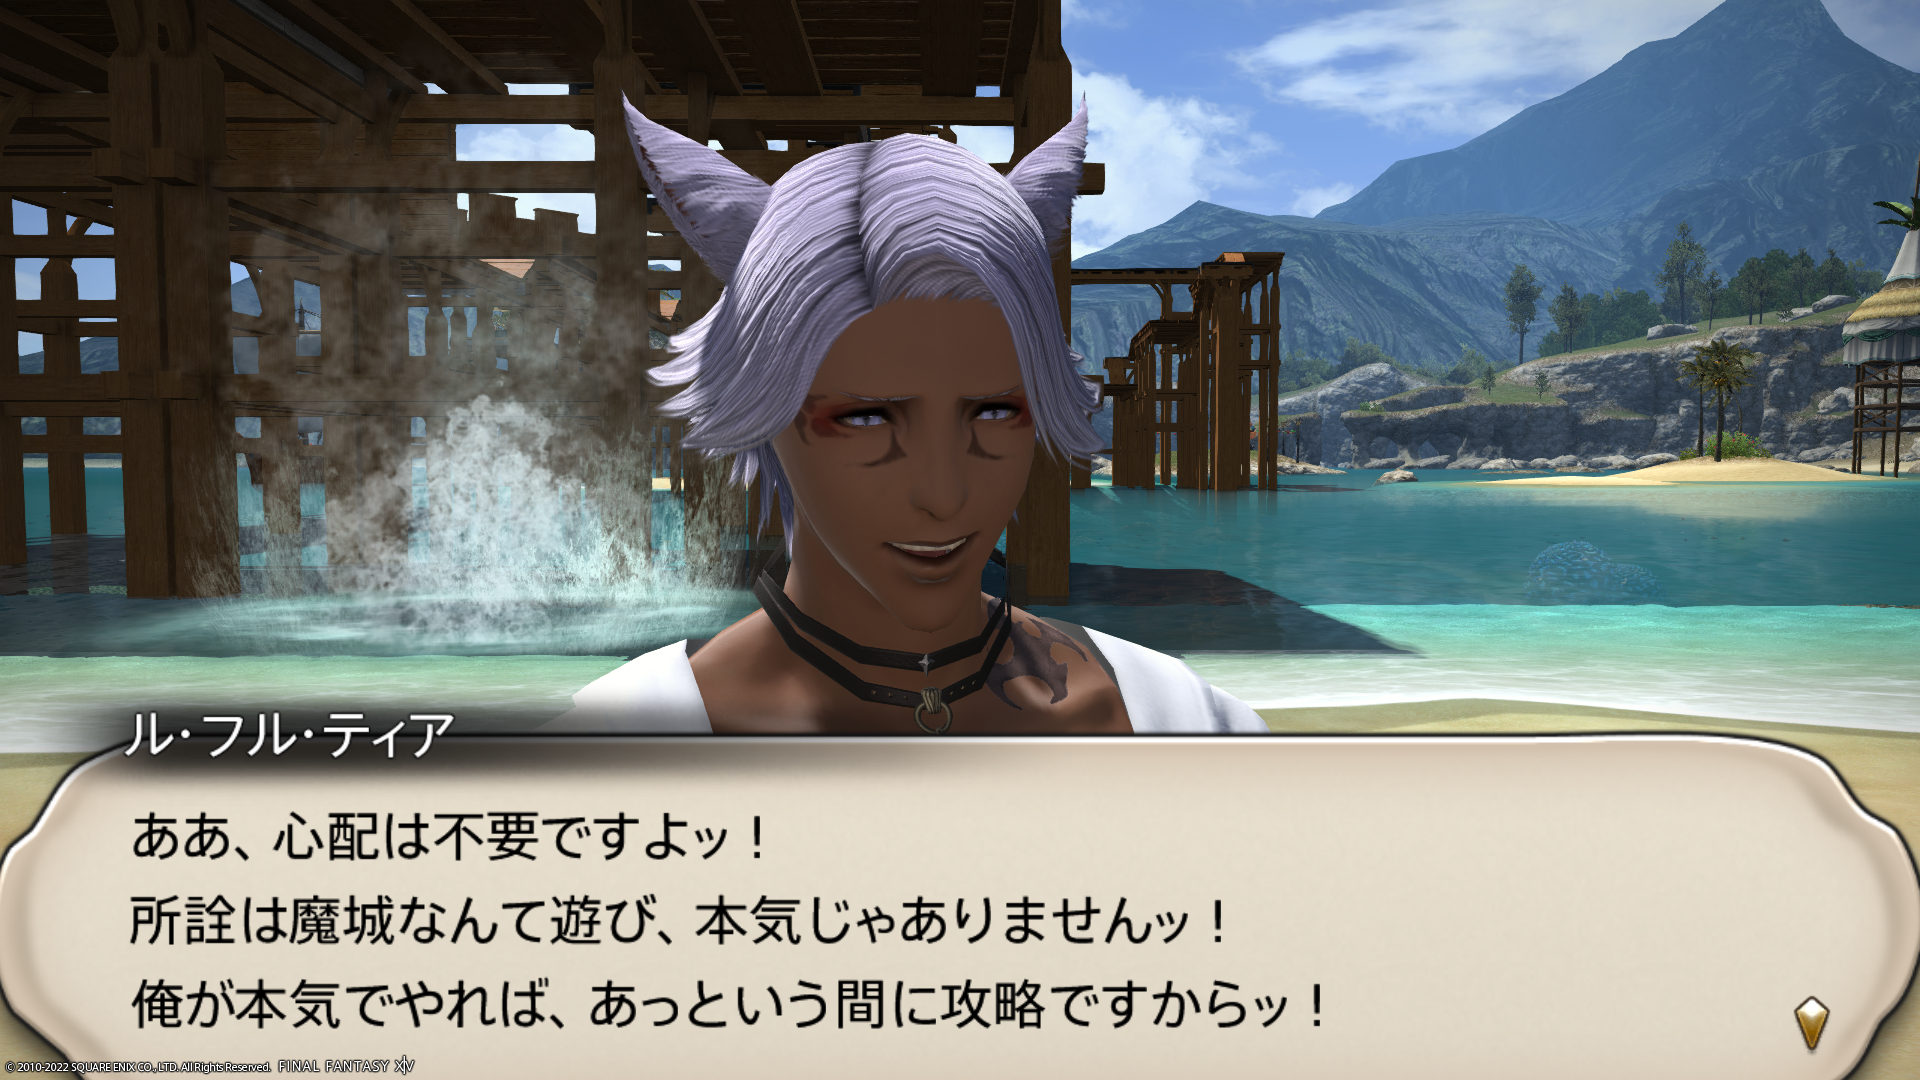 ル・フル・ティア
ああ、心配は不要ですよッ！
所詮は魔城なんて遊び、本気じゃありませんッ！
俺が本気でやれば、あっという間に攻略ですからッ！
© 2010-2022 SQUARE ENIX CO., LTD. All Rights Reserved. FINAL FANTASY XIV